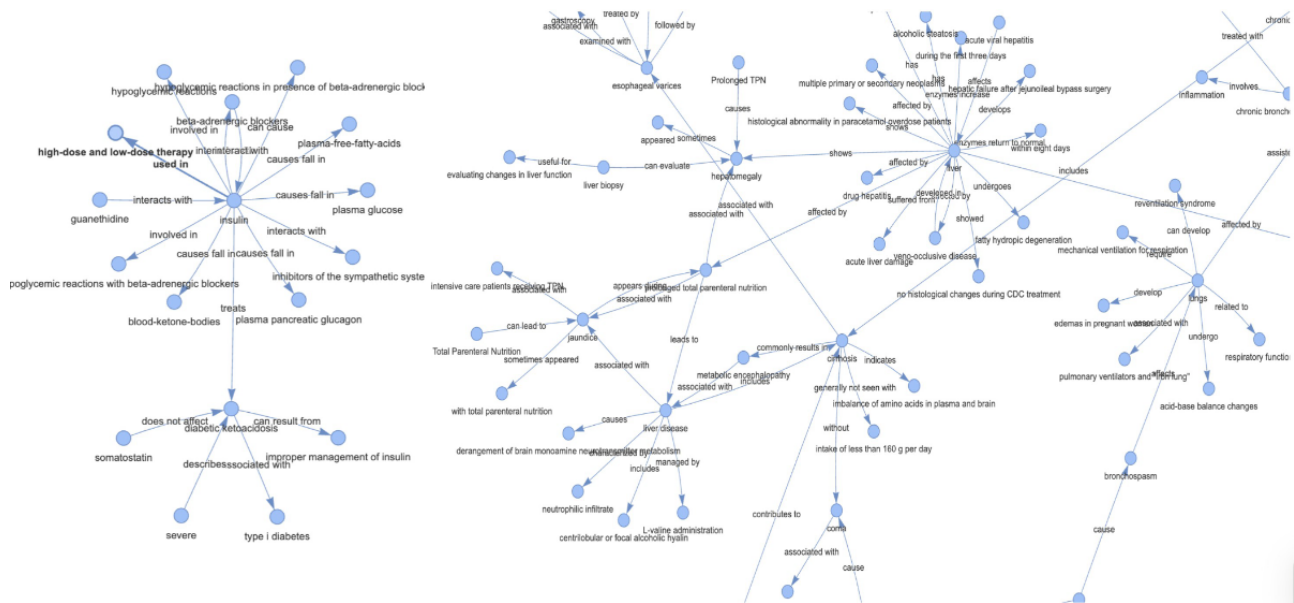 hypoglycemic reactions in presence of beta-adrenergic block
hypoglycemic reactions
beta-adrenergic blockers
involved in
can cause
plasma-free-fatty-acids
interact with
high-dose and low-dose therapy
used in
causes fall in
causes fall in
plasma glucose
interacts with
guanethidine
insulin
involved in
interacts with
causes fall in
causes fall in
inhibitors of the sympathetic syste
poglycemic reactions with beta-adrenergic blockers
blood-ketone-bodies
plasma pancreatic glucagon
treats
does not affect
can result from
diabetic ketoacidosis
somatostatin
improper management of insulin
describes
associated with
severe
type i diabetes
gastroscopy
treated by
associated with
followed by
examined with
esophageal varices
Prolonged TPN
causes
appeared
sometimes
useful for
can evaluate
evaluating changes in liver function
liver biopsy
hepatomegaly
shows
alcoholic steatosis
acute viral hepatitis
during the first three days
has
has
affects
multiple primary or secondary neoplasma
hepatic failure after jejunoileal bypass surgery
enzymes increase
affected by
develops
histological abnormality in paracetamol overdose patients
shows
enzymes return to normal
within eight days
liver
affected by
drug hepatitis
undergoes
developed in
suffered from
showed
fatty hydropic degeneration
veno-occlusive disease
acute liver damage
no histological changes during CDC treatment
associated with
associated with
affected by
includes
chronic
treated with
inflammation
involves
chronic bronch
assiste
reventilation syndrome
affected by
can develop
mechanical ventilation for respiration
require
lungs
develop
related to
edemas in pregnant women
associated with
undergo
respiratory functio
pulmonary ventilators and "iron lung"
affects
acid-base balance changes
bronchospasm
cause
intensive care patients receiving TPN
associated with
appears during
prolonged total parenteral nutrition
associated with
can lead to
Total Parenteral Nutrition
jaundice
sometimes appeared
leads to
associated with
with total parenteral nutrition
commonly results in
cirrhosis
indicates
metabolic encephalopathy
generally not seen with
associated with
includes
imbalance of amino acids in plasma and brain
without
intake of less than 160 g per day
causes
liver disease
derangement of brain monoamine neurotransmitter metabolism
characterized by
includes
managed by
neutrophilic infiltrate
L-valine administration
centrilobular or focal alcoholic hyalin
contributes to
coma
associated with
cause